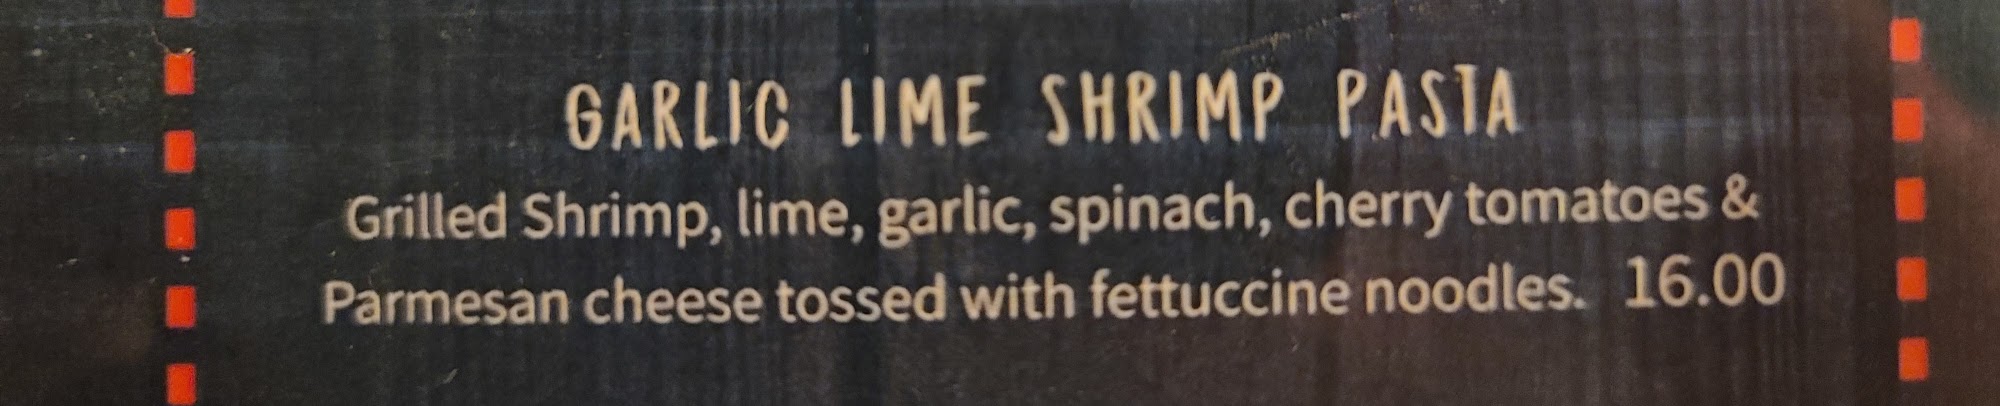 GARLIC LIME SHRIMP PASTA
Grilled Shrimp, lime, garlic, spinach, cherry tomatoes &
Parmesan cheese tossed with fettuccine noodles. 16.00